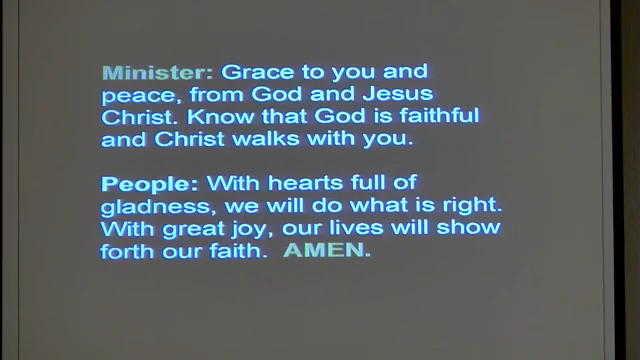 Minister: Grace to you and
peace, from God and Jesus
Christ. Know that God is faithful
and Christ walks with you.
People: With hearts full of
gladness, we will do what is right.
With great joy, our lives will show
forth our faith. AMEN.